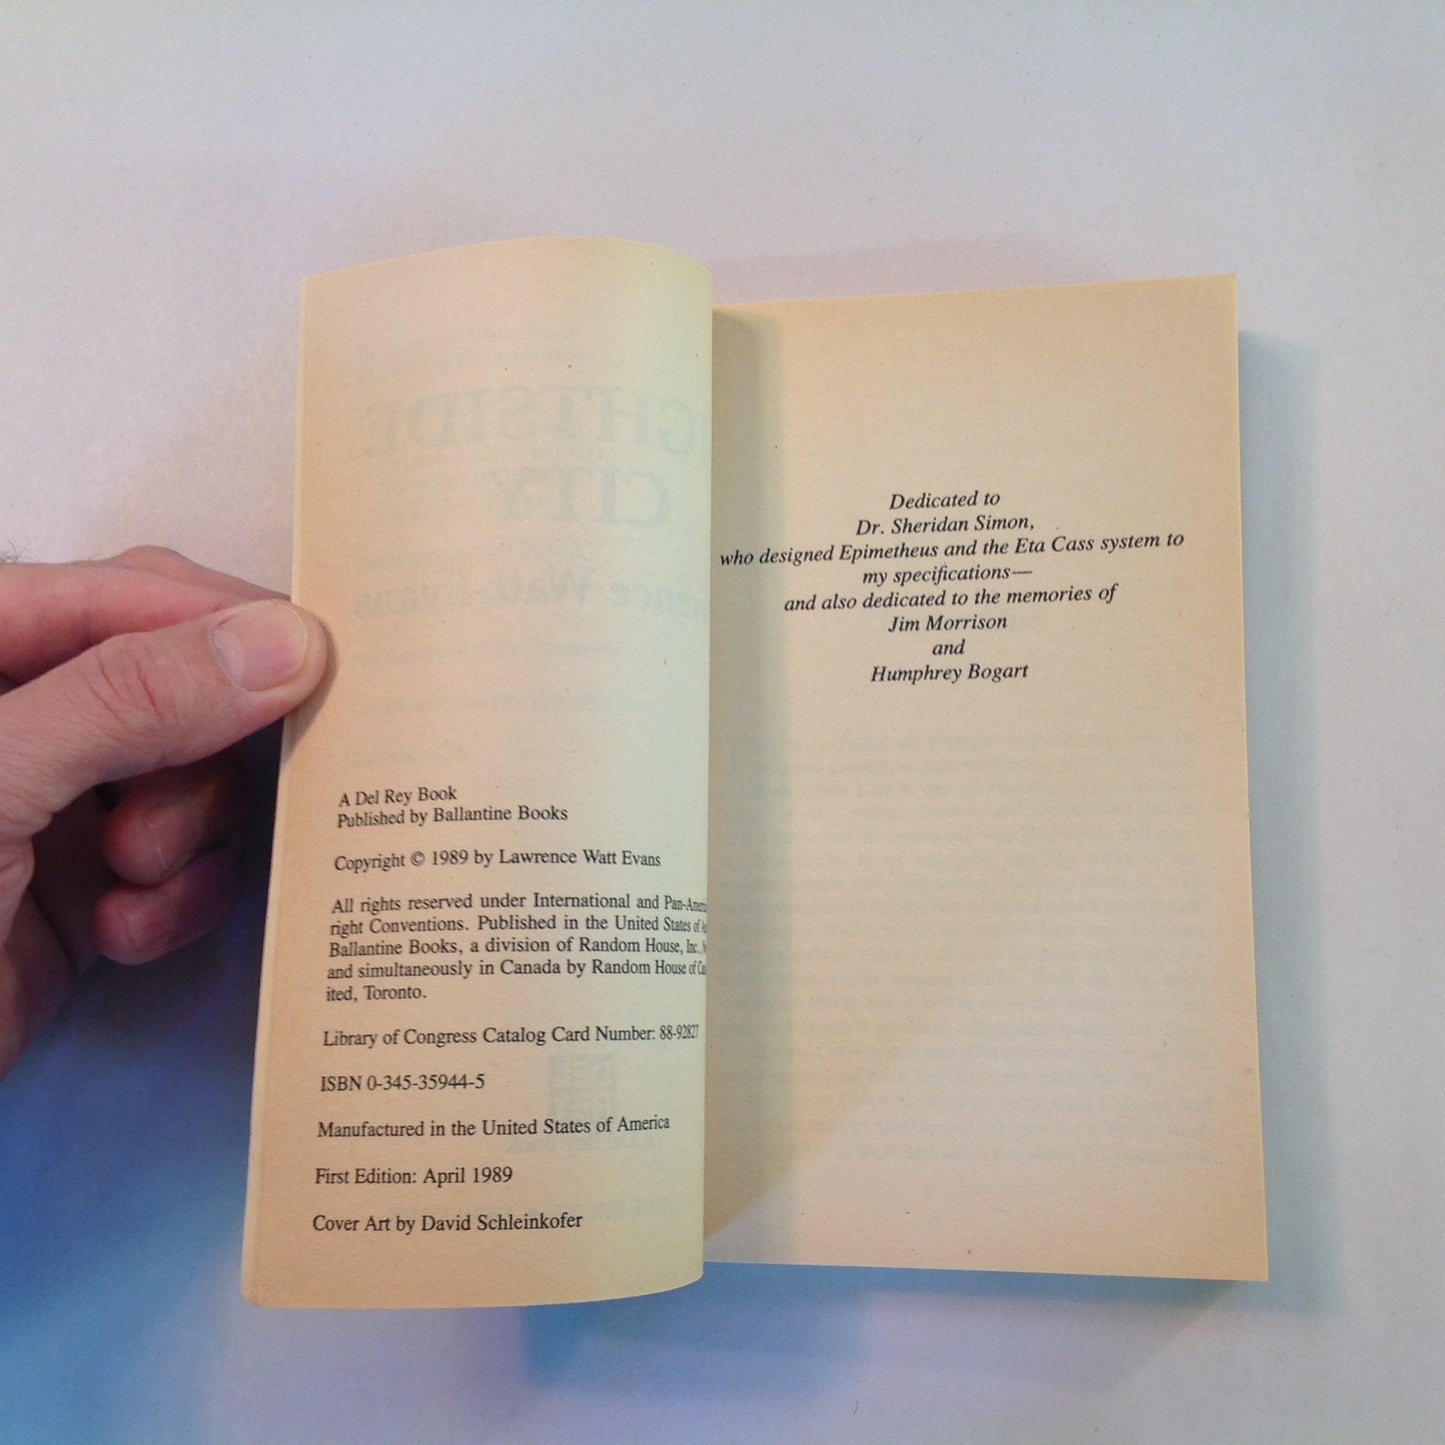 A Del Rey Book
Published by Ballantine Books
Copyright © 1989 by Lawrence Watt Evans
All rights reserved under International and
right Conventions. Published in the United States of
Ballantine Books, a division of Random House, Inc.,
and simultaneously in Canada by Random House of
ited, Toronto.
Library of Congress Catalog Card Number: 88-92827
ISBN 0-345-35944-5
Manufactured in the United States of America
First Edition: April 1989
Cover Art by David Schleinkofer
Dedicated to
Dr. Sheridan Simon,
who designed Epimetheus and the Eta Cass system to
my specifications—
and also dedicated to the memories of
Jim Morrison
and
Humphrey Bogart